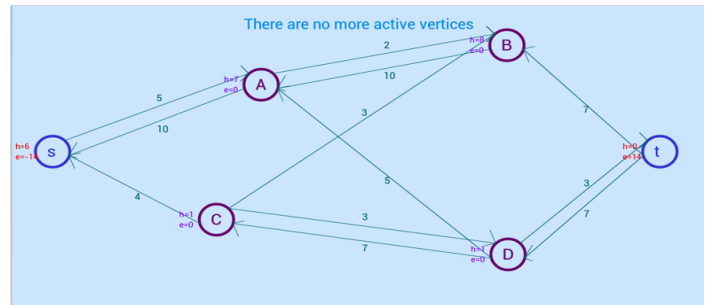 There are no more active vertices
2
h=8
e=0
B
10
h=7
e=0
A
5
10
3
7
h=6
e=-14
s
h=0
e=14
t
4
5
3
7
h=1
e=0
C
3
7
h=1
e=0
D